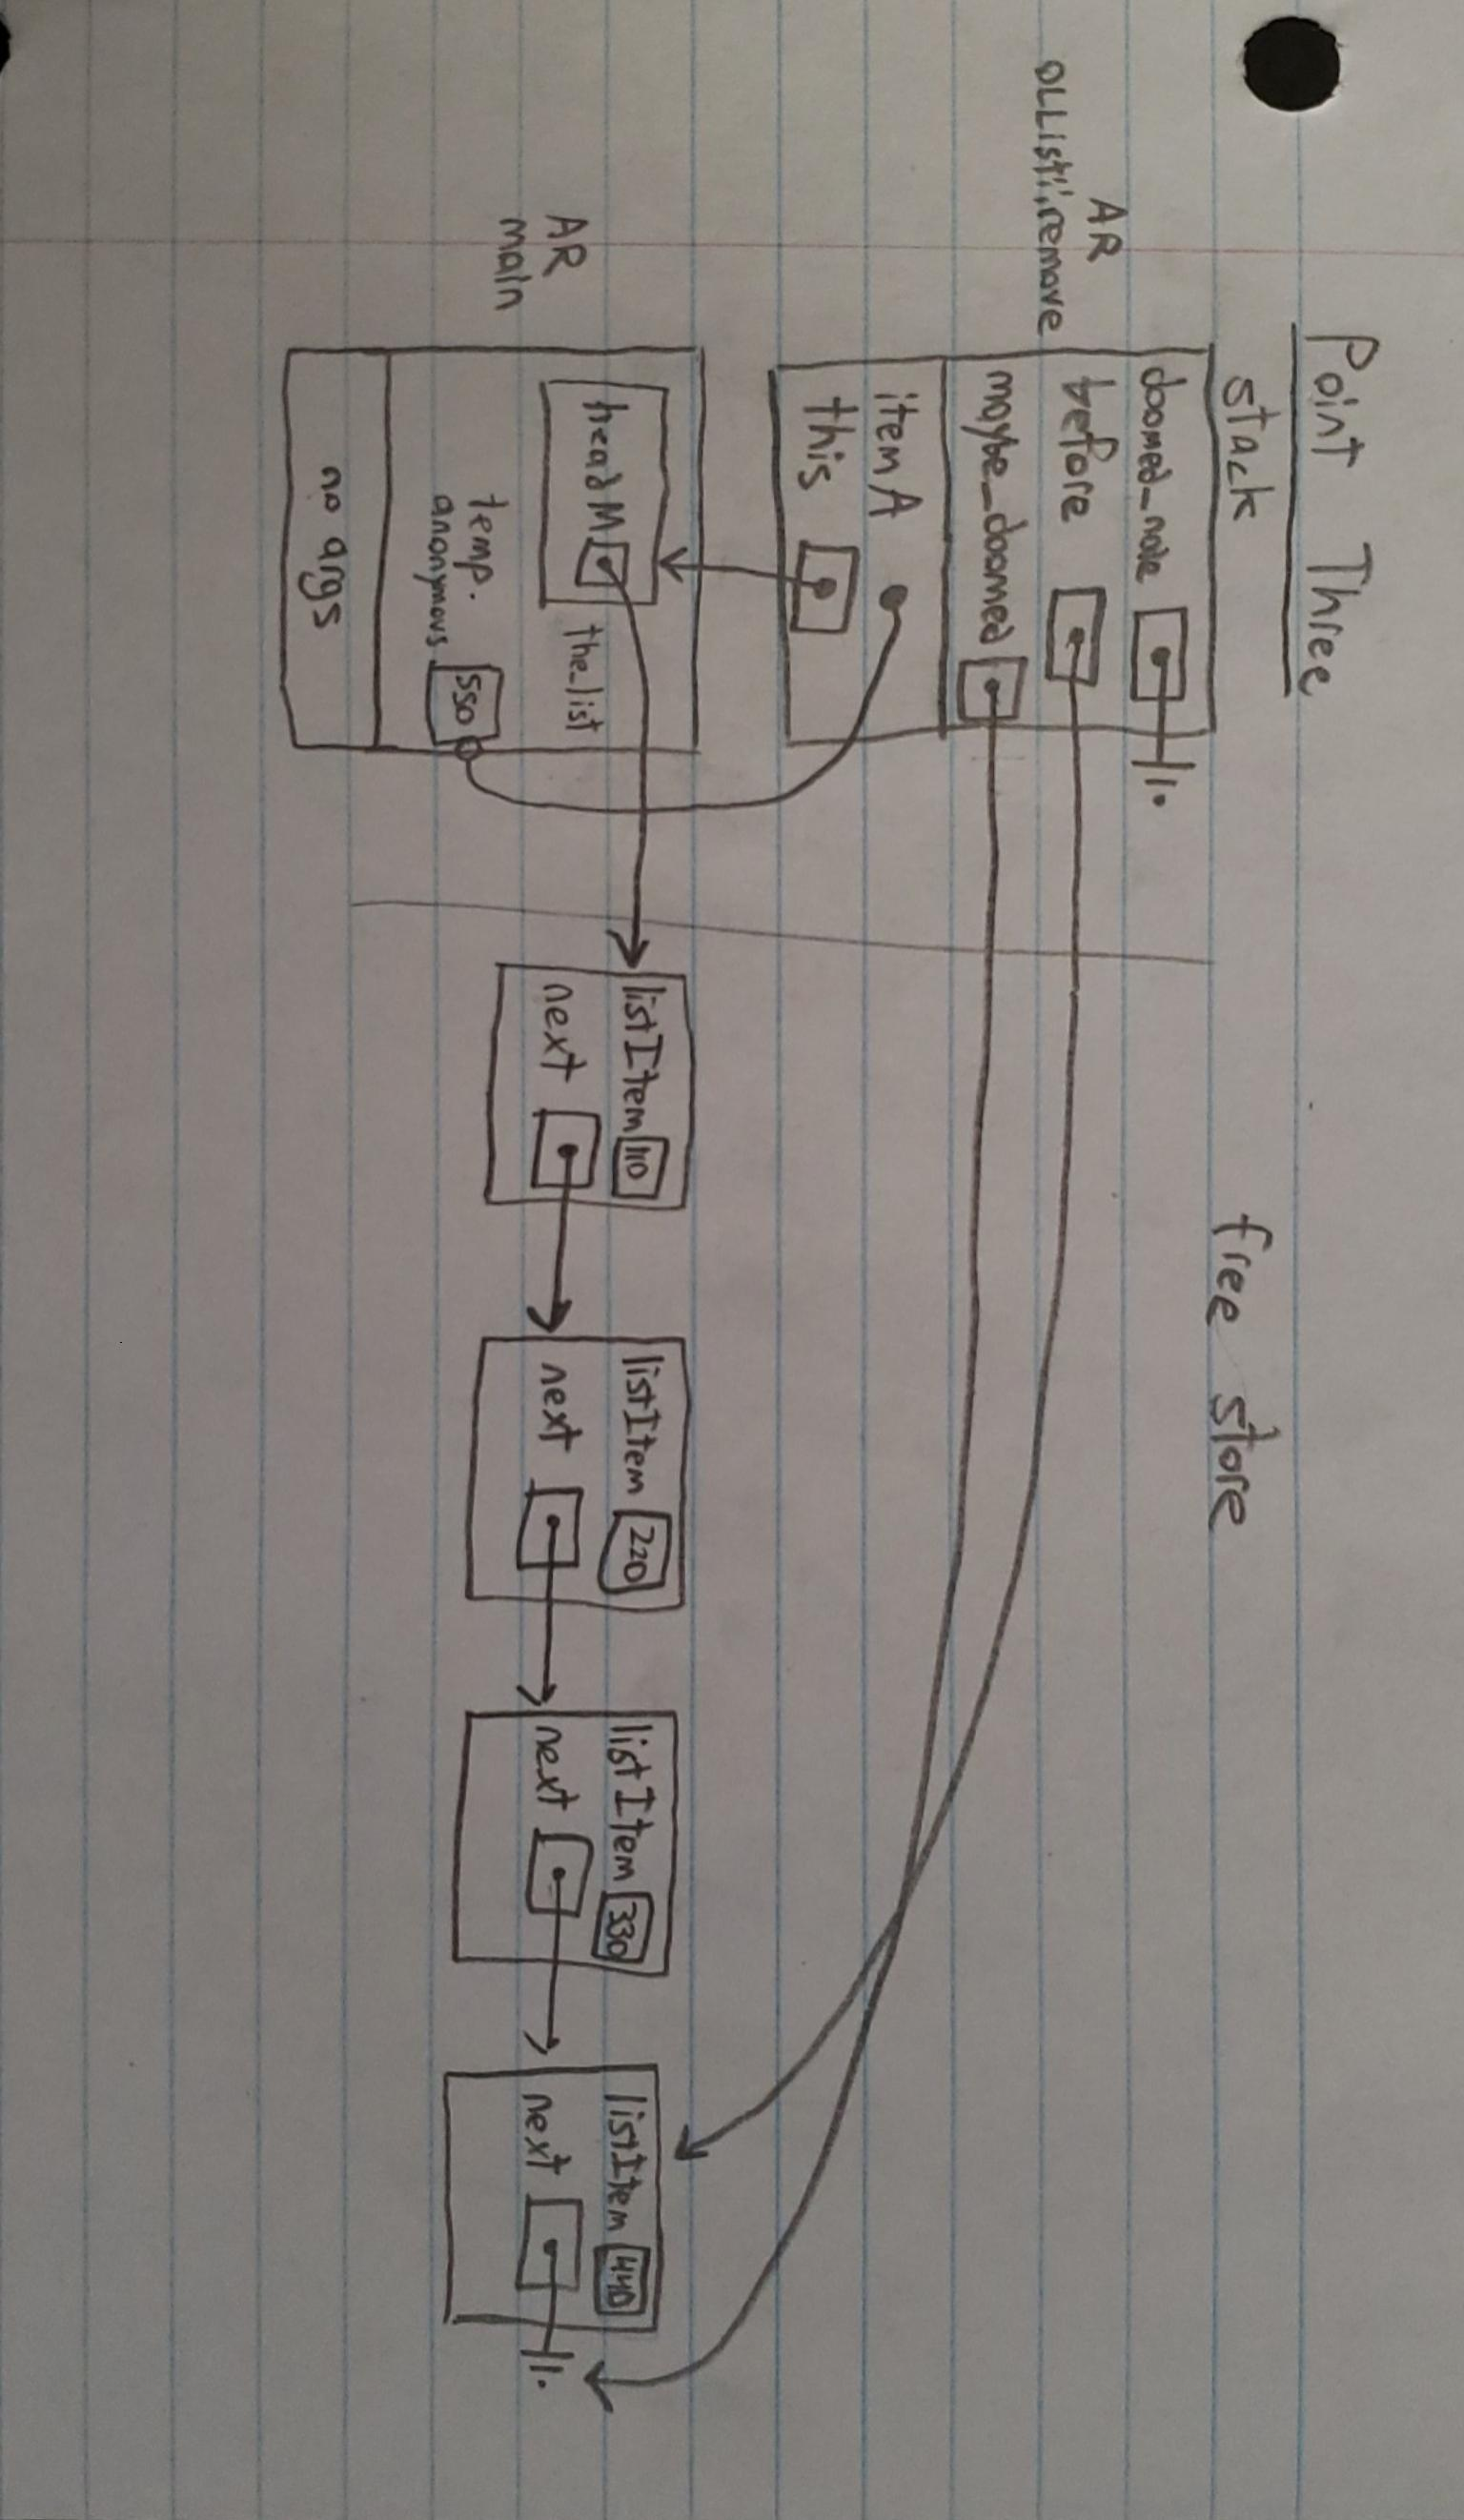 Point Three
stack
free store
AR
OLList::remove
doomed_node
before
maybe_doomed
itemA
this
AR
main
headM
the_list
temp.
anonymous 550
no args
listItem 110
next
listItem 220
next
listItem 330
next
listItem 440
next